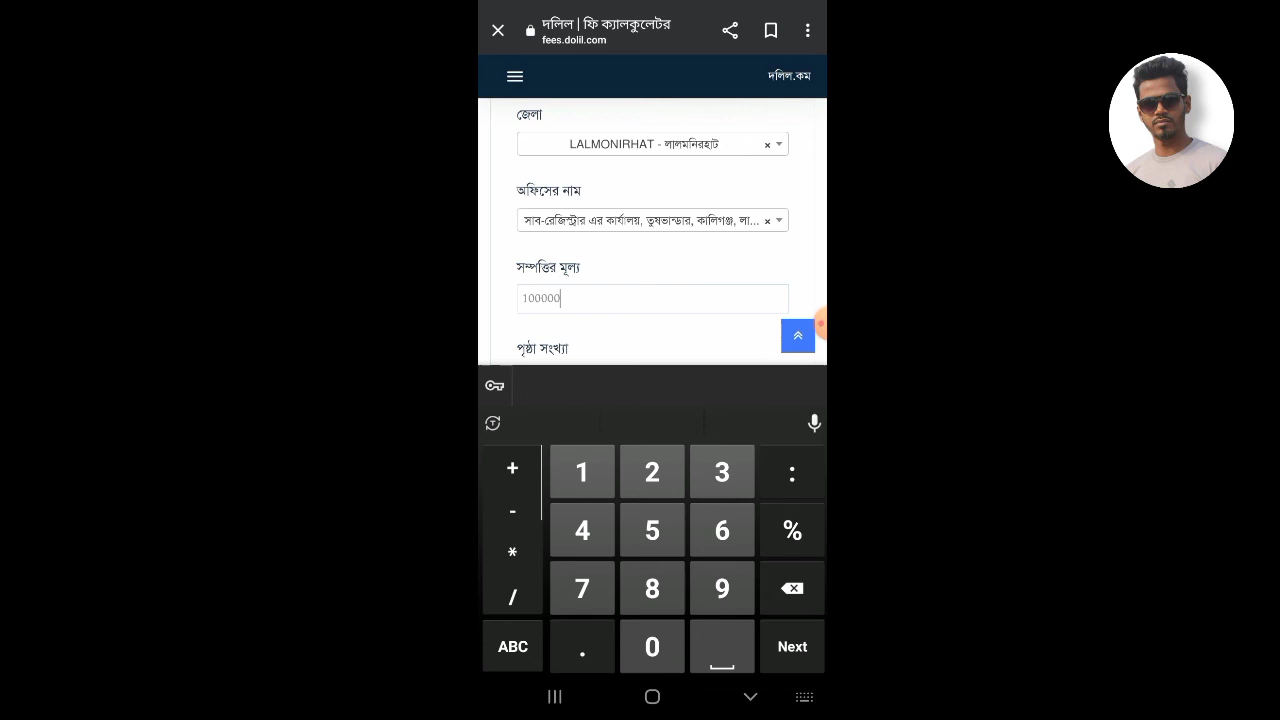 দলিল | ফি ক্যালকুলেটর
fees.dolil.com
দলিল.কম
জেলা
LALMONIRHAT - লালমনিরহাট
অফিসের নাম
সাব-রেজিস্ট্রার এর কার্যালয়, তুষভান্ডার, কালিগঞ্জ, লা...
সম্পত্তির মূল্য
100000
পৃষ্ঠা সংখ্যা
+ 1 2 3 :
- 4 5 6 %
* 7 8 9
/
ABC . 0 Next